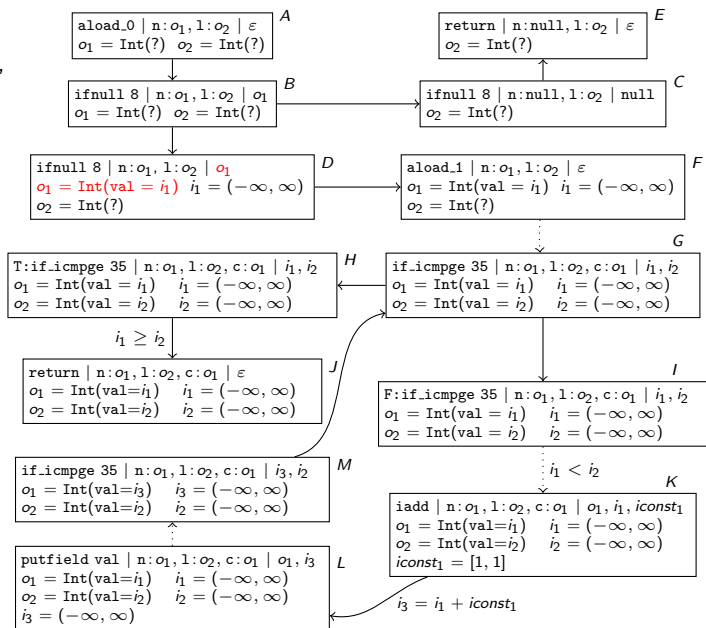 ,
A
aload_0 | n:o₁, l:o₂ | ε
o₁ = Int(?) o₂ = Int(?)
E
return | n:null, l:o₂ | ε
o₂ = Int(?)
B
ifnull 8 | n:o₁, l:o₂ | o₁
o₁ = Int(?) o₂ = Int(?)
C
ifnull 8 | n:null, l:o₂ | null
o₂ = Int(?)
D
ifnull 8 | n:o₁, l:o₂ | o₁
o₁ = Int(val = i₁) i₁ = (−∞, ∞)
o₂ = Int(?)
F
aload_1 | n:o₁, l:o₂ | ε
o₁ = Int(val = i₁) i₁ = (−∞, ∞)
o₂ = Int(?)
G
if_icmpge 35 | n:o₁, l:o₂, c:o₁ | i₁, i₂
o₁ = Int(val = i₁) i₁ = (−∞, ∞)
o₂ = Int(val = i₂) i₂ = (−∞, ∞)
H
T:if_icmpge 35 | n:o₁, l:o₂, c:o₁ | i₁, i₂
o₁ = Int(val = i₁) i₁ = (−∞, ∞)
o₂ = Int(val = i₂) i₂ = (−∞, ∞)
i₁ ≥ i₂
J
return | n:o₁, l:o₂, c:o₁ | ε
o₁ = Int(val=i₁) i₁ = (−∞, ∞)
o₂ = Int(val=i₂) i₂ = (−∞, ∞)
I
F:if_icmpge 35 | n:o₁, l:o₂, c:o₁ | i₁, i₂
o₁ = Int(val = i₁) i₁ = (−∞, ∞)
o₂ = Int(val = i₂) i₂ = (−∞, ∞)
i₁ < i₂
M
if_icmpge 35 | n:o₁, l:o₂, c:o₁ | i₃, i₂
o₁ = Int(val=i₃) i₃ = (−∞, ∞)
o₂ = Int(val=i₂) i₂ = (−∞, ∞)
K
iadd | n:o₁, l:o₂, c:o₁ | o₁, i₁, iconst₁
o₁ = Int(val=i₁) i₁ = (−∞, ∞)
o₂ = Int(val=i₂) i₂ = (−∞, ∞)
iconst₁ = [1, 1]
L
putfield val | n:o₁, l:o₂, c:o₁ | o₁, i₃
o₁ = Int(val=i₁) i₁ = (−∞, ∞)
o₂ = Int(val=i₂) i₂ = (−∞, ∞)
i₃ = (−∞, ∞)
i₃ = i₁ + iconst₁